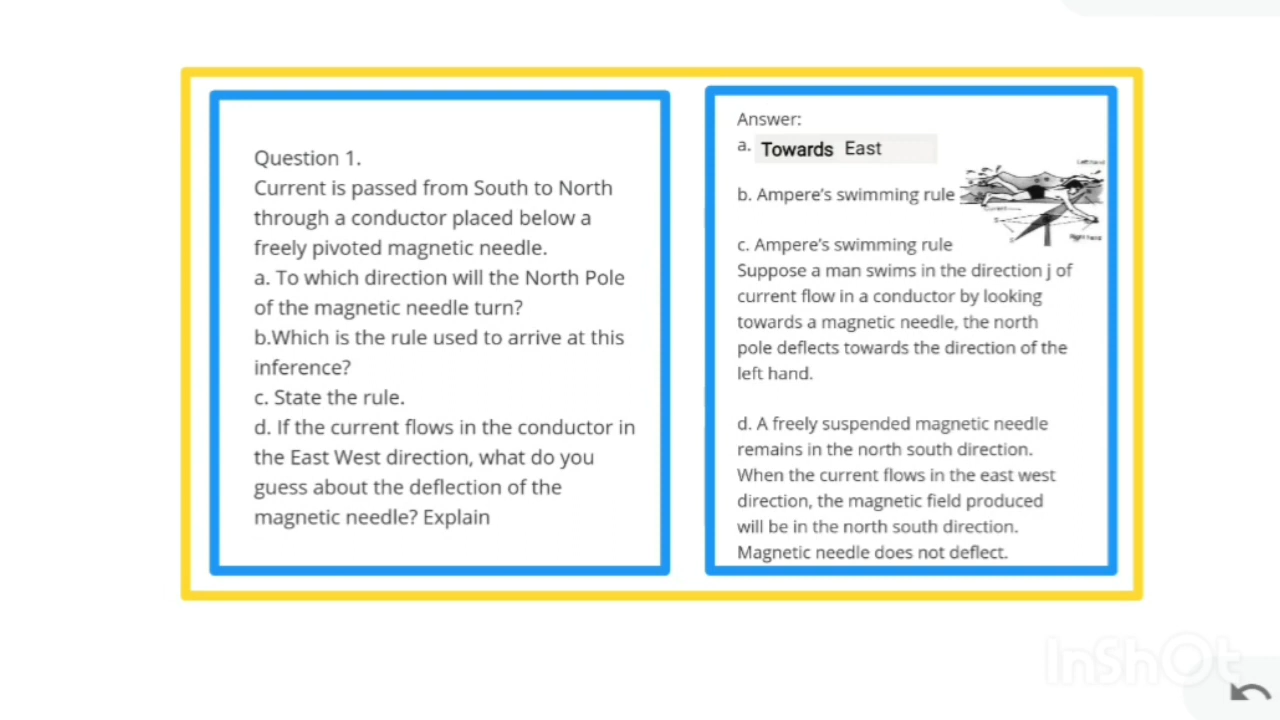 Question 1.
Current is passed from South to North
through a conductor placed below a
freely pivoted magnetic needle.
a. To which direction will the North Pole
of the magnetic needle turn?
b.Which is the rule used to arrive at this
inference?
c. State the rule.
d. If the current flows in the conductor in
the East West direction, what do you
guess about the deflection of the
magnetic needle? Explain
Answer:
a. Towards East
b. Ampere's swimming rule
Left hand
Current
Right hand
c. Ampere's swimming rule
Suppose a man swims in the direction j of
current flow in a conductor by looking
towards a magnetic needle, the north
pole deflects towards the direction of the
left hand.
d. A freely suspended magnetic needle
remains in the north south direction.
When the current flows in the east west
direction, the magnetic field produced
will be in the north south direction.
Magnetic needle does not deflect.
InShOt